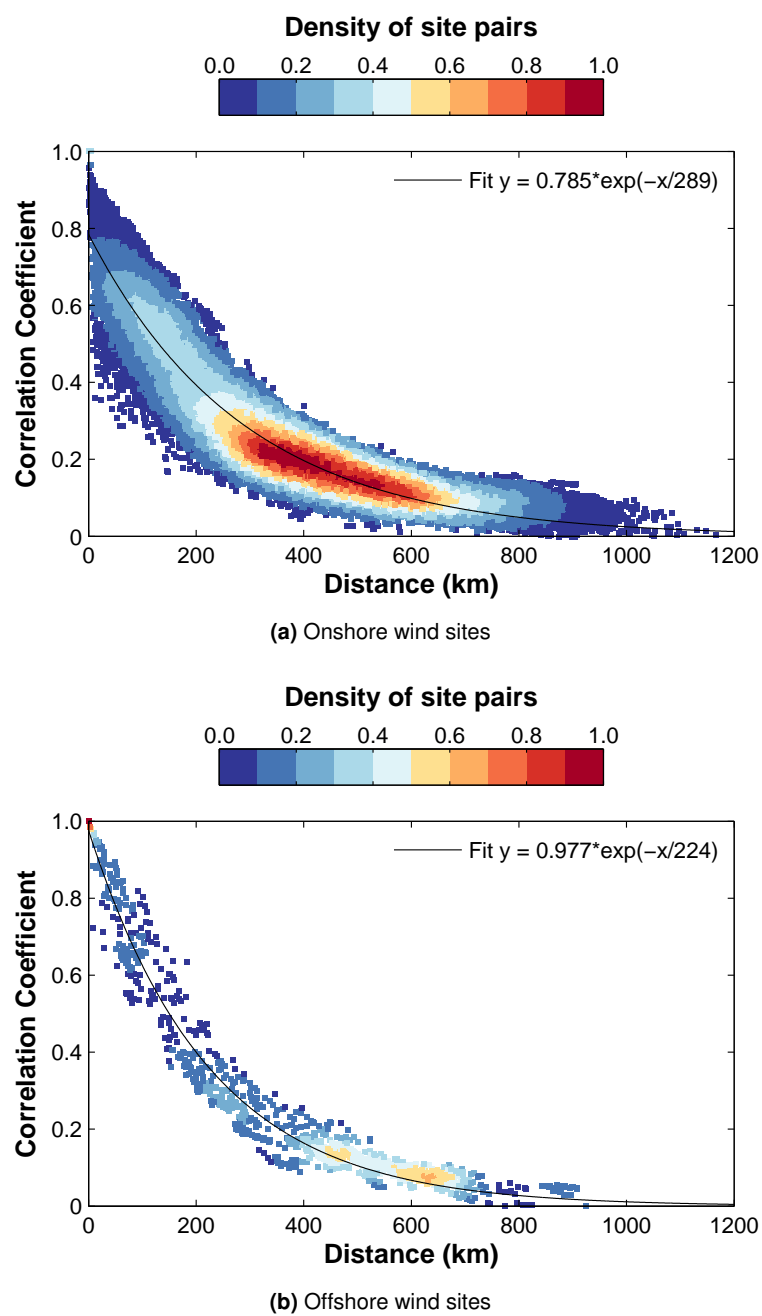 Density of site pairs
0.0 0.2 0.4 0.6 0.8 1.0
1.0
Fit y = 0.785*exp(−x/289)
0.8
0.6
0.4
0.2
0
Correlation Coefficient
0 200 400 600 800 1000 1200
Distance (km)
(a) Onshore wind sites
Density of site pairs
0.0 0.2 0.4 0.6 0.8 1.0
1.0
Fit y = 0.977*exp(−x/224)
0.8
0.6
0.4
0.2
0
Correlation Coefficient
0 200 400 600 800 1000 1200
Distance (km)
(b) Offshore wind sites